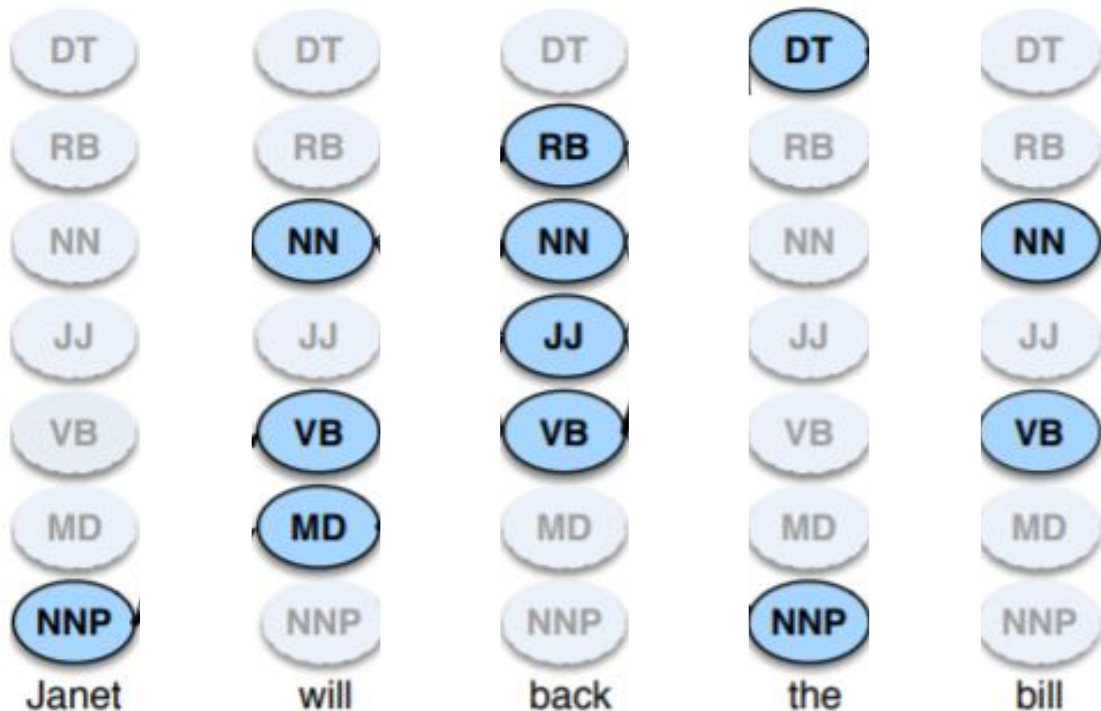 DT DT DT DT DT
RB RB RB RB RB
NN NN NN NN NN
JJ JJ JJ JJ JJ
VB VB VB VB VB
MD MD MD MD MD
NNP NNP NNP NNP NNP
Janet will back the bill